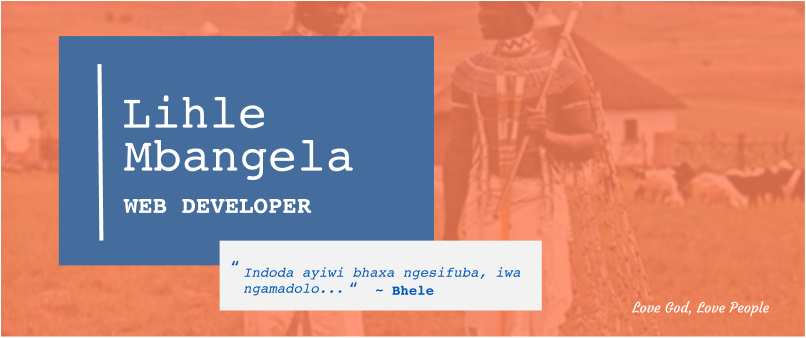 Lihle
Mbangela
WEB DEVELOPER
“Indoda ayiwi bhaxa ngesifuba, iwa
ngamadolo...“ ~ Bhele
Love God, Love People